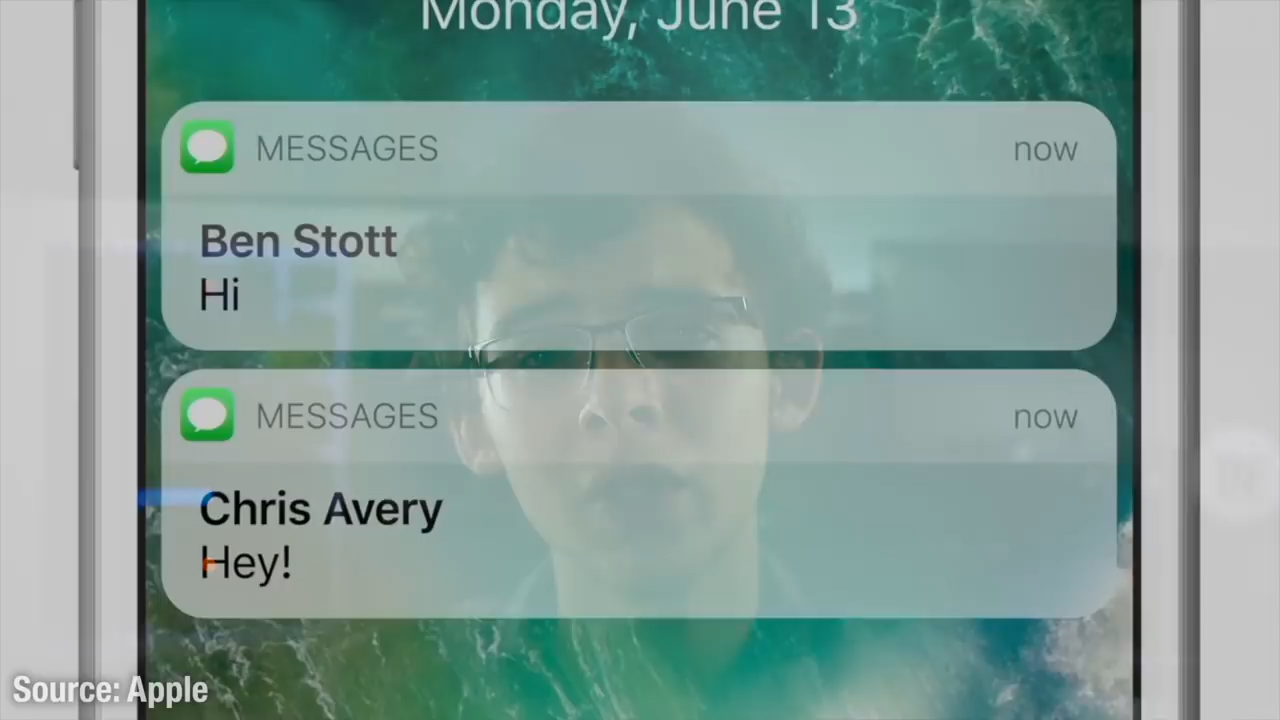 Monday, June 13
MESSAGES now
Ben Stott
Hi
MESSAGES now
Chris Avery
Hey!
Source: Apple